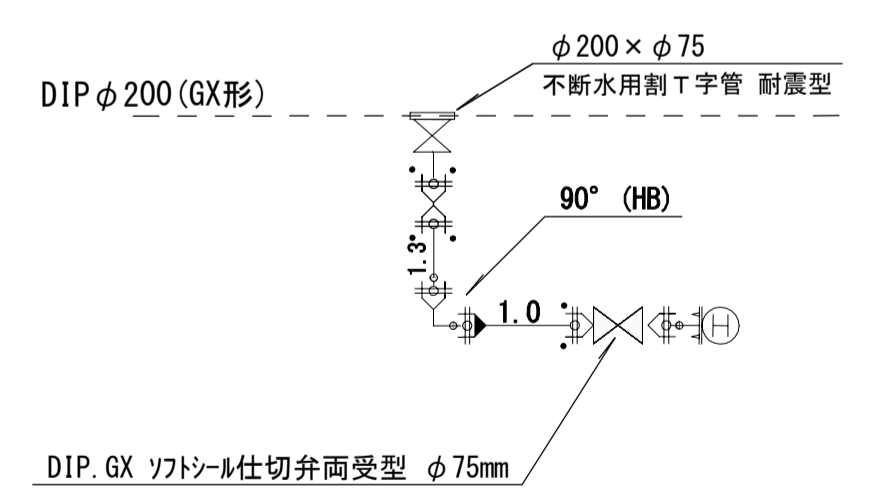 φ200×φ75
不断水用割T字管 耐震型
DIPφ200(GX形)
90° (HB)
1.3
1.0
H
DIP.GX ソフトシール仕切弁両受型 φ75mm